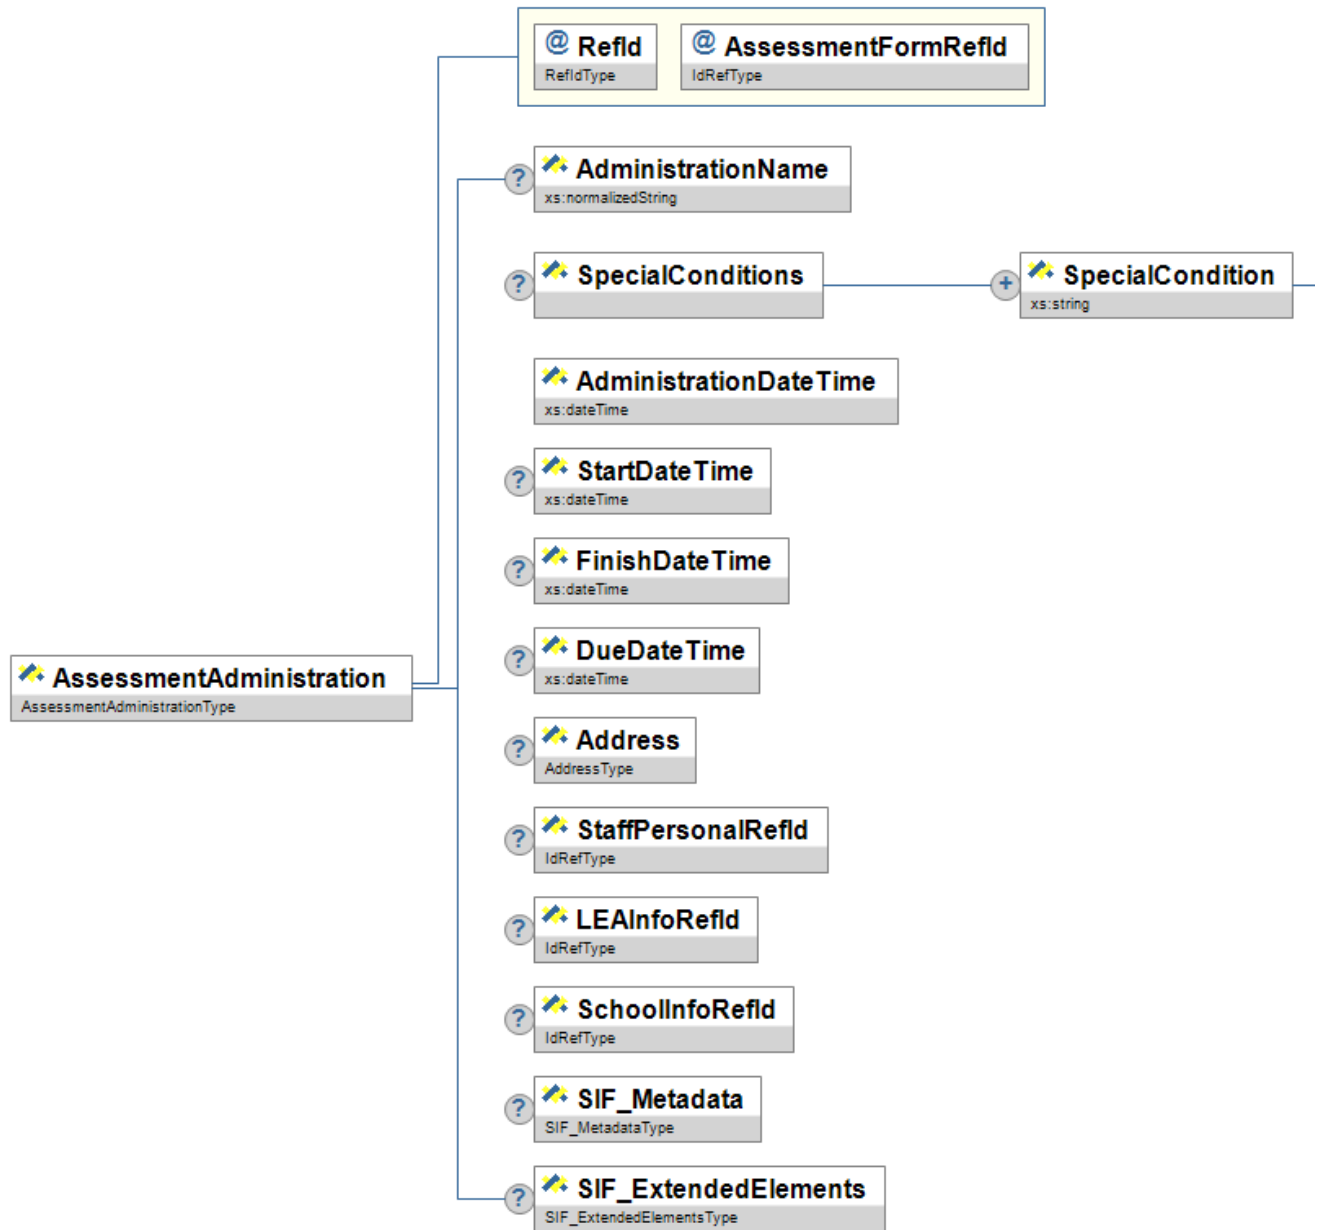 @ RefId
RefIdType
@ AssessmentFormRefId
IdRefType
? AdministrationName
xs:normalizedString
? SpecialConditions
+ SpecialCondition
xs:string
AdministrationDateTime
xs:dateTime
? StartDateTime
xs:dateTime
? FinishDateTime
xs:dateTime
? DueDateTime
xs:dateTime
AssessmentAdministration
AssessmentAdministrationType
? Address
AddressType
? StaffPersonalRefId
IdRefType
? LEAInfoRefId
IdRefType
? SchoolInfoRefId
IdRefType
? SIF_Metadata
SIF_MetadataType
? SIF_ExtendedElements
SIF_ExtendedElementsType